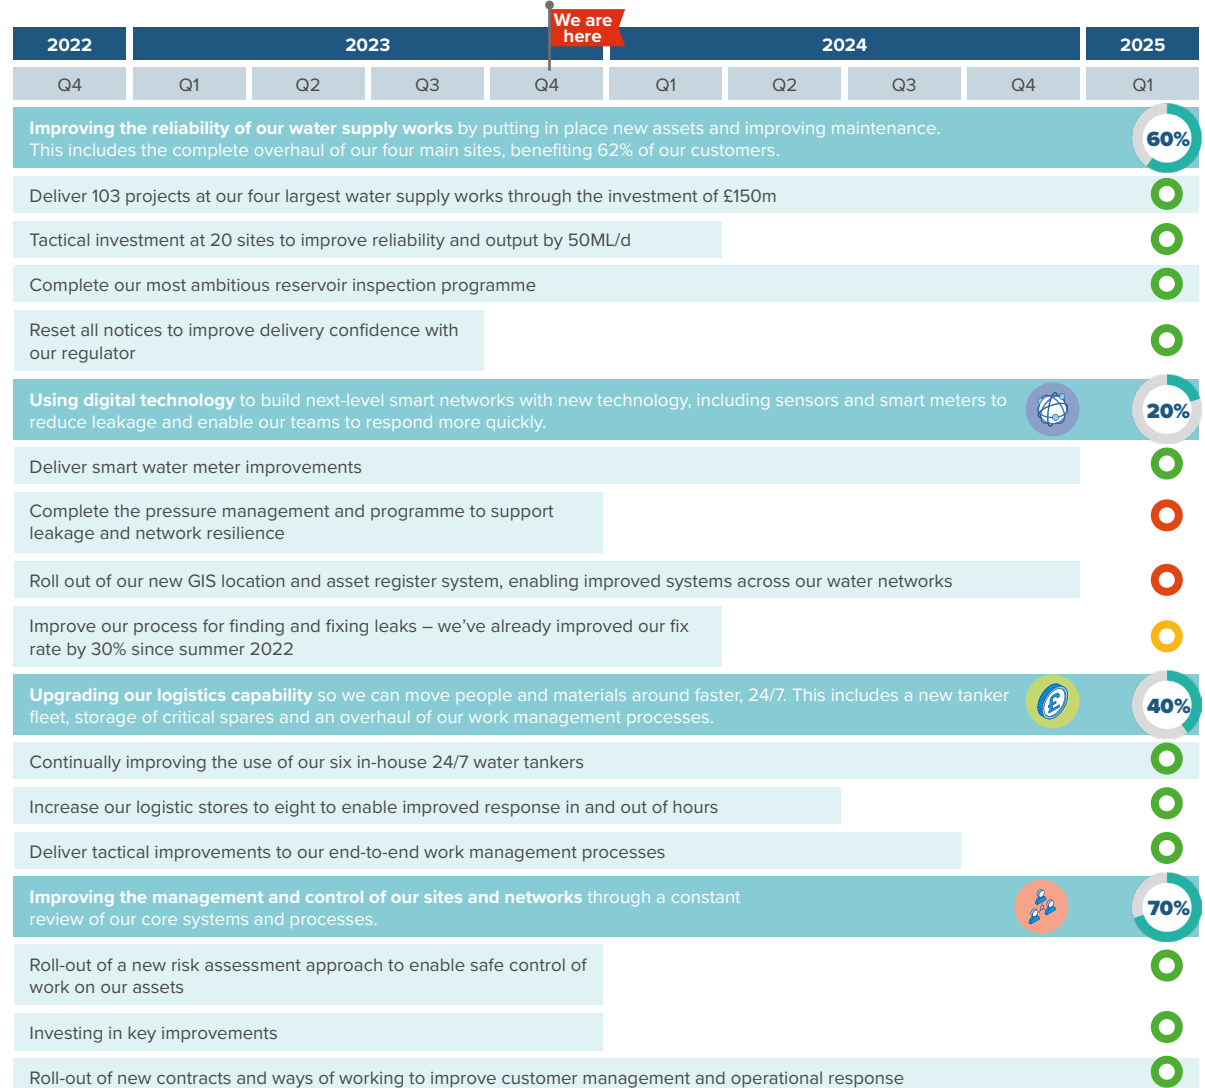 We are
here
2022 2023 2024 2025
Q4 Q1 Q2 Q3 Q4 Q1 Q2 Q3 Q4 Q1
Improving the reliability of our water supply works by putting in place new assets and improving maintenance.
This includes the complete overhaul of our four main sites, benefiting 62% of our customers.
60%
Deliver 103 projects at our four largest water supply works through the investment of £150m
Tactical investment at 20 sites to improve reliability and output by 50ML/d
Complete our most ambitious reservoir inspection programme
Reset all notices to improve delivery confidence with
our regulator
Using digital technology to build next-level smart networks with new technology, including sensors and smart meters to
reduce leakage and enable our teams to respond more quickly.
20%
Deliver smart water meter improvements
Complete the pressure management and programme to support
leakage and network resilience
Roll out of our new GIS location and asset register system, enabling improved systems across our water networks
Improve our process for finding and fixing leaks – we've already improved our fix
rate by 30% since summer 2022
Upgrading our logistics capability so we can move people and materials around faster, 24/7. This includes a new tanker
fleet, storage of critical spares and an overhaul of our work management processes.
£
40%
Continually improving the use of our six in-house 24/7 water tankers
Increase our logistic stores to eight to enable improved response in and out of hours
Deliver tactical improvements to our end-to-end work management processes
Improving the management and control of our sites and networks through a constant
review of our core systems and processes.
70%
Roll-out of a new risk assessment approach to enable safe control of
work on our assets
Investing in key improvements
Roll-out of new contracts and ways of working to improve customer management and operational response